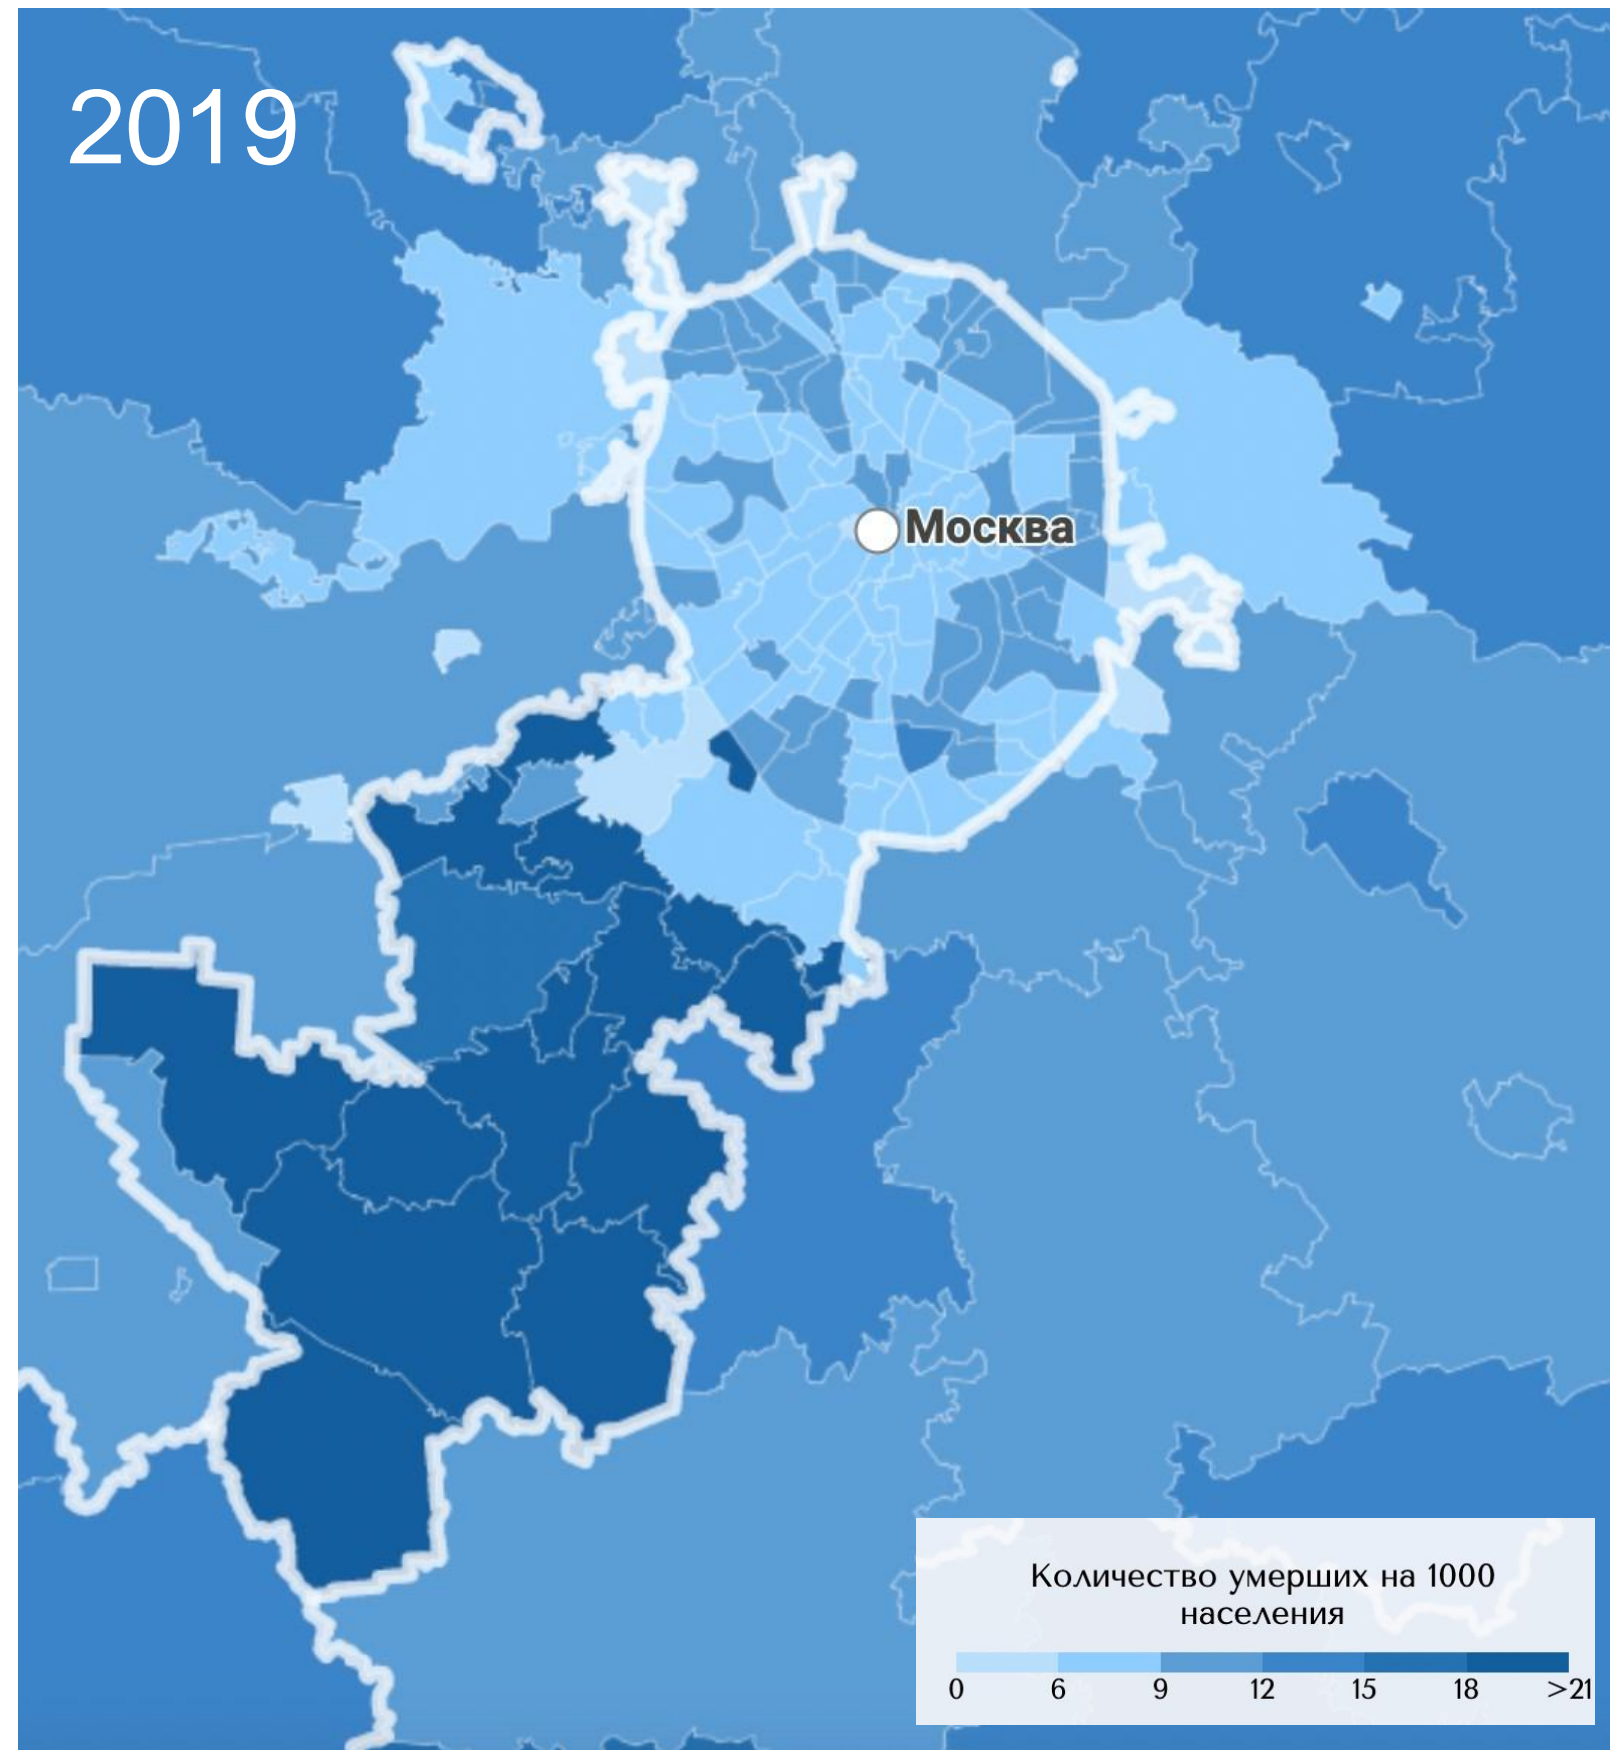 2019
Москва
Количество умерших на 1000
населения
0 6 9 12 15 18 >21